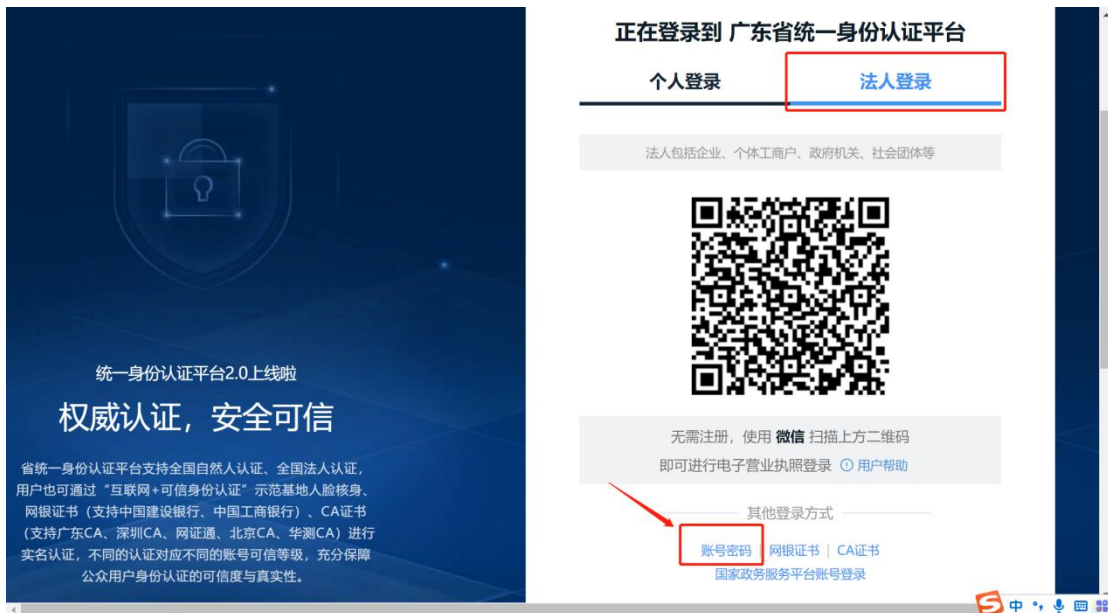 统一身份认证平台2.0上线啦
权威认证，安全可信
省统一身份认证平台支持全国自然人认证、全国法人认证，
用户也可通过“互联网+可信身份认证”示范基地人脸核身、
网银证书（支持中国建设银行、中国工商银行）、CA证书
（支持广东CA、深圳CA、网证通、北京CA、华测CA）进行
实名认证，不同的认证对应不同的账号可信等级，充分保障
公众用户身份认证的可信度与真实性。
正在登录到 广东省统一身份认证平台
个人登录 法人登录
法人包括企业、个体工商户、政府机关、社会团体等
无需注册，使用 微信 扫描上方二维码
即可进行电子营业执照登录 用户帮助
其他登录方式
账号密码 | 网银证书 | CA证书
国家政务服务平台账号登录
中